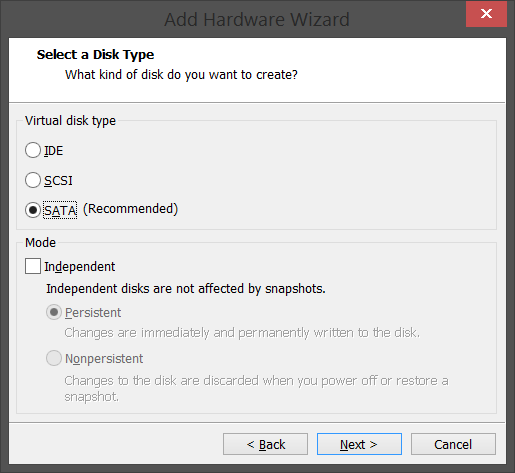 Add Hardware Wizard
Select a Disk Type
What kind of disk do you want to create?
Virtual disk type
IDE
SCSI
SATA (Recommended)
Mode
Independent
Independent disks are not affected by snapshots.
Persistent
Changes are immediately and permanently written to the disk.
Nonpersistent
Changes to the disk are discarded when you power off or restore a
snapshot.
< Back Next > Cancel